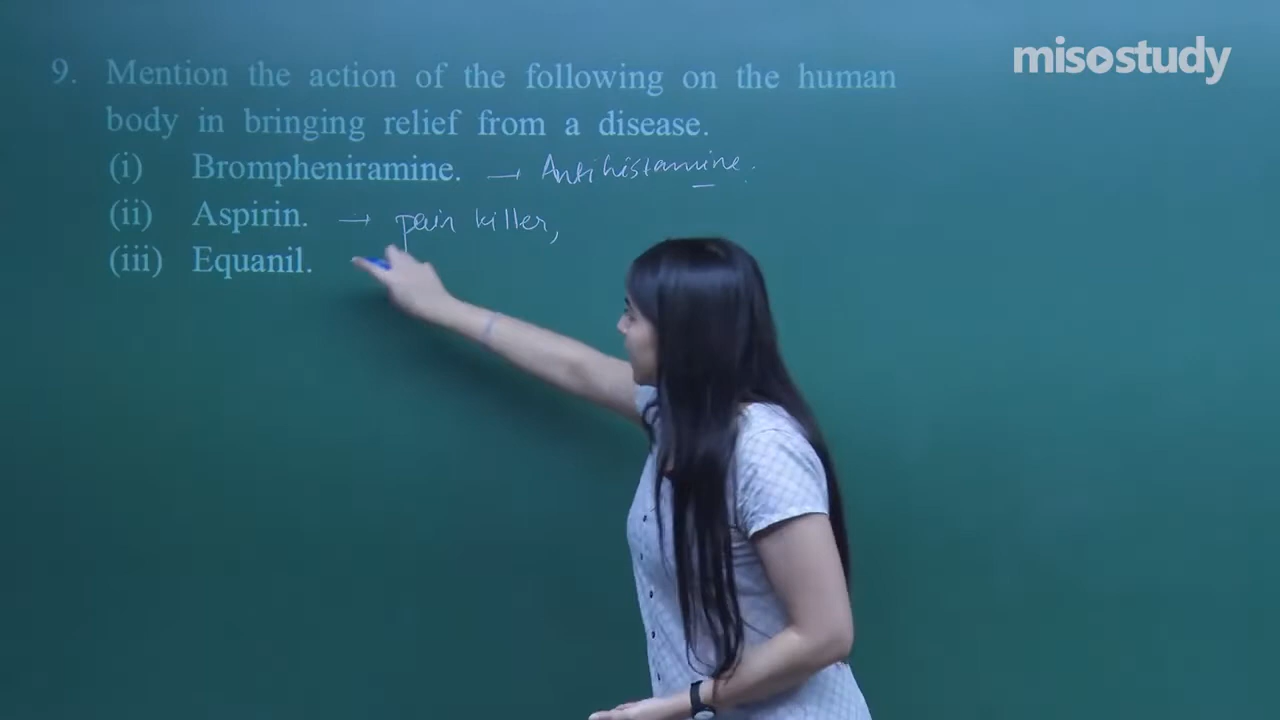 misostudy
9. Mention the action of the following on the human
body in bringing relief from a disease.
(i) Brompheniramine. → Antihistamine.
(ii) Aspirin. → pain killer,
(iii) Equanil.